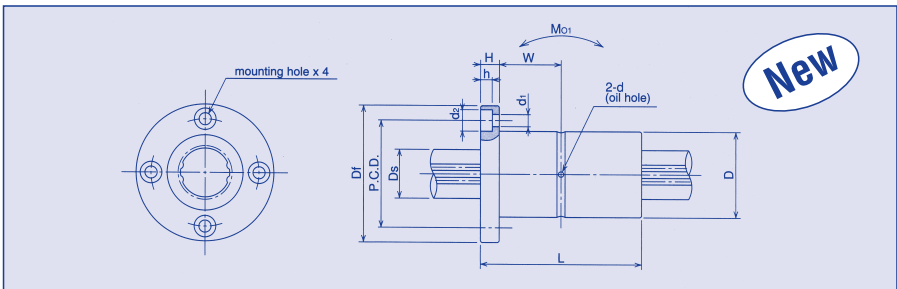 mounting hole x 4
Mo1
H
W
h
d2
d1
2-d
(oil hole)
New
Df
P.C.D.
Ds
D
L